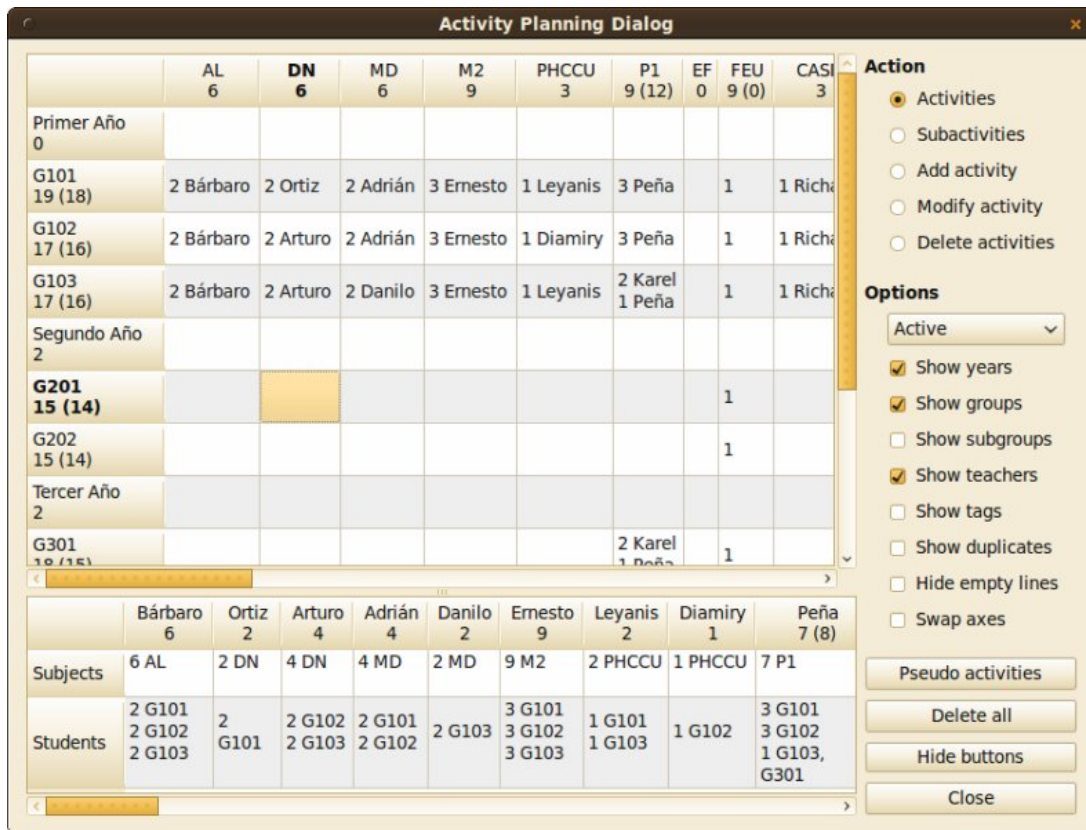 Activity Planning Dialog
AL DN MD M2 PHCCU P1 EF FEU CASI
6 6 6 9 3 9 (12) 0 9 (0) 3
Primer Año
0
G101
19 (18)
2 Bárbaro 2 Ortiz 2 Adrián 3 Ernesto 1 Leyanis 3 Peña 1 1 Richa
G102
17 (16)
2 Bárbaro 2 Arturo 2 Adrián 3 Ernesto 1 Diamiry 3 Peña 1 1 Richa
G103
17 (16)
2 Bárbaro 2 Arturo 2 Danilo 3 Ernesto 1 Leyanis 2 Karel 1 Peña 1 1 Richa
Segundo Año
2
G201
15 (14)
1
G202
15 (14)
1
Tercer Año
2
G301
18 (15)
2 Karel 1 Peña 1
Bárbaro Ortiz Arturo Adrián Danilo Ernesto Leyanis Diamiry Peña
6 2 4 4 2 9 2 1 7 (8)
Subjects 6 AL 2 DN 4 DN 4 MD 2 MD 9 M2 2 PHCCU 1 PHCCU 7 P1
Students
2 G101
2 G102
2 G103
2
G101
2 G102
2 G103
2 G101
2 G102
2 G103
3 G101
3 G102
3 G103
1 G101
1 G103
1 G102
3 G101
3 G102
1 G103,
G301
Action
Activities
Subactivities
Add activity
Modify activity
Delete activities
Options
Active
Show years
Show groups
Show subgroups
Show teachers
Show tags
Show duplicates
Hide empty lines
Swap axes
Pseudo activities
Delete all
Hide buttons
Close